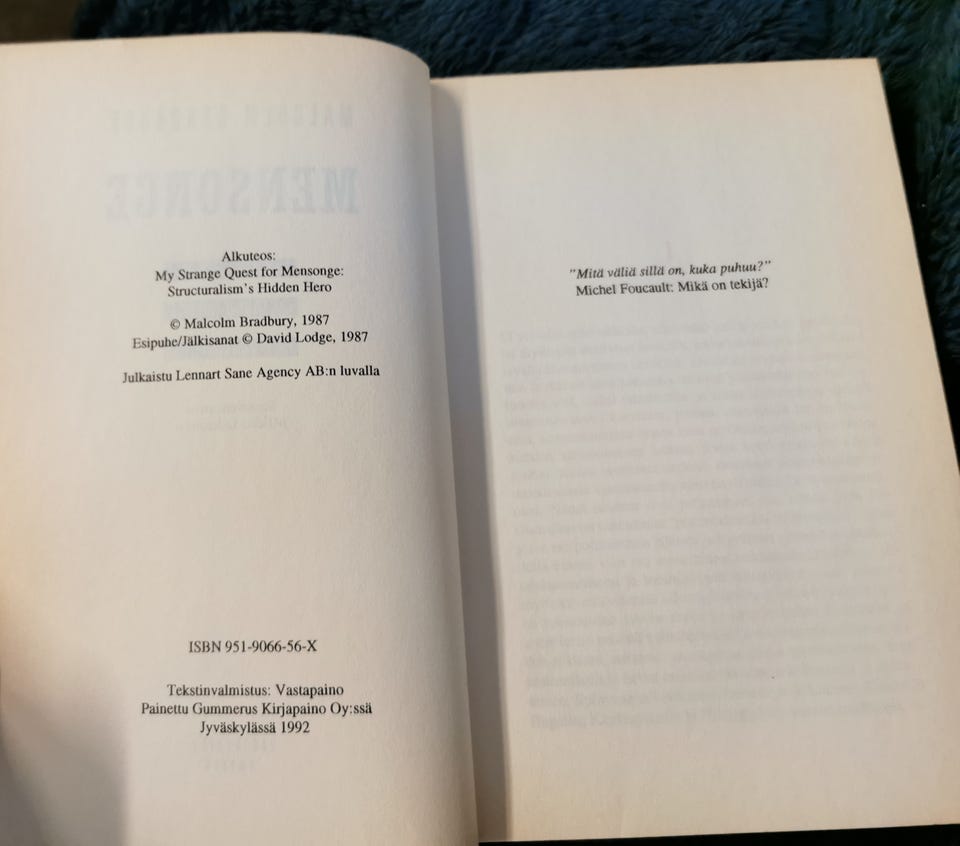 Alkuteos:
My Strange Quest for Mensonge:
Structuralism's Hidden Hero
© Malcolm Bradbury, 1987
Esipuhe/Jälkisanat © David Lodge, 1987
Julkaistu Lennart Sane Agency AB:n luvalla
ISBN 951-9066-56-X
Tekstinvalmistus: Vastapaino
Painettu Gummerus Kirjapaino Oy:ssä
Jyväskylässä 1992
"Mitä väliä sillä on, kuka puhuu?"
Michel Foucault: Mikä on tekijä?